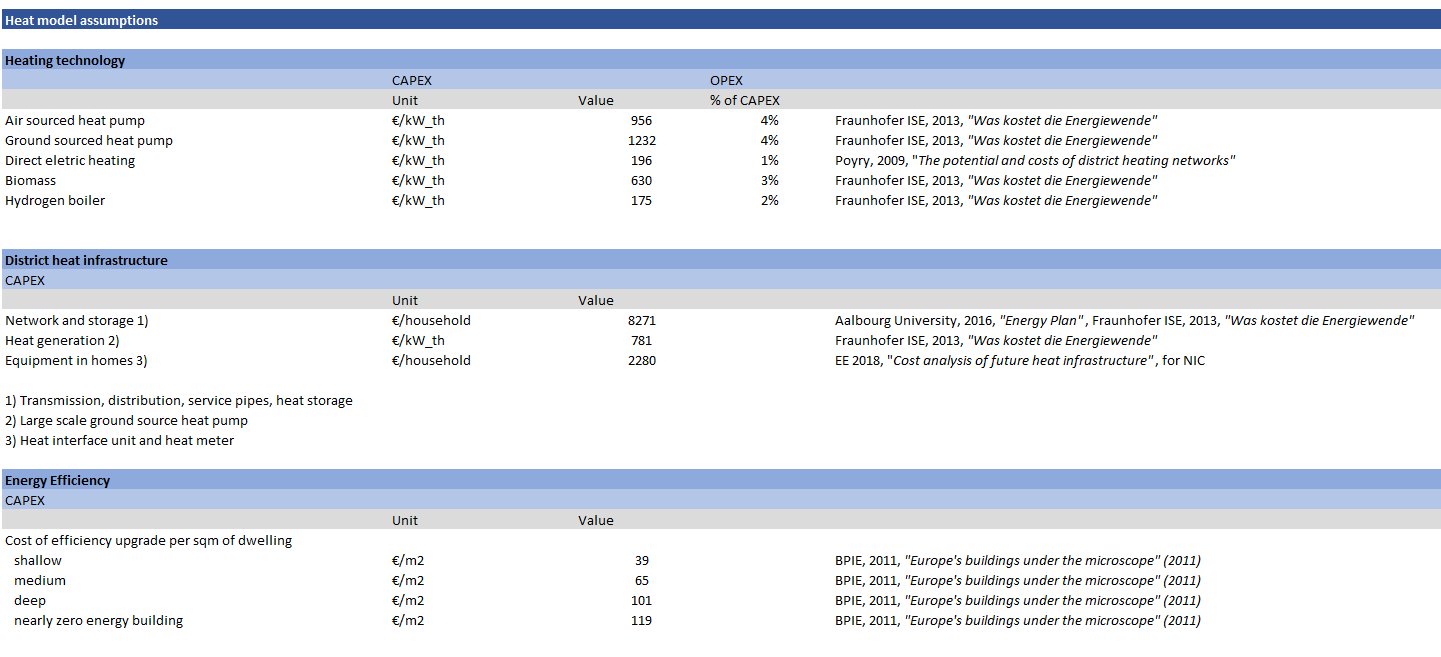 Heat model assumptions
Heating technology
CAPEX OPEX
Unit Value % of CAPEX
Air sourced heat pump €/kW_th 956 4% Fraunhofer ISE, 2013, "Was kostet die Energiewende"
Ground sourced heat pump €/kW_th 1232 4% Fraunhofer ISE, 2013, "Was kostet die Energiewende"
Direct eletric heating €/kW_th 196 1% Poyry, 2009, "The potential and costs of district heating networks"
Biomass €/kW_th 630 3% Fraunhofer ISE, 2013, "Was kostet die Energiewende"
Hydrogen boiler €/kW_th 175 2% Fraunhofer ISE, 2013, "Was kostet die Energiewende"
District heat infrastructure
CAPEX
Unit Value
Network and storage 1) €/household 8271 Aalbourg University, 2016, "Energy Plan", Fraunhofer ISE, 2013, "Was kostet die Energiewende"
Heat generation 2) €/kW_th 781 Fraunhofer ISE, 2013, "Was kostet die Energiewende"
Equipment in homes 3) €/household 2280 EE 2018, "Cost analysis of future heat infrastructure", for NIC
1) Transmission, distribution, service pipes, heat storage
2) Large scale ground source heat pump
3) Heat interface unit and heat meter
Energy Efficiency
CAPEX
Unit Value
Cost of efficiency upgrade per sqm of dwelling
shallow €/m2 39 BPIE, 2011, "Europe's buildings under the microscope" (2011)
medium €/m2 65 BPIE, 2011, "Europe's buildings under the microscope" (2011)
deep €/m2 101 BPIE, 2011, "Europe's buildings under the microscope" (2011)
nearly zero energy building €/m2 119 BPIE, 2011, "Europe's buildings under the microscope" (2011)